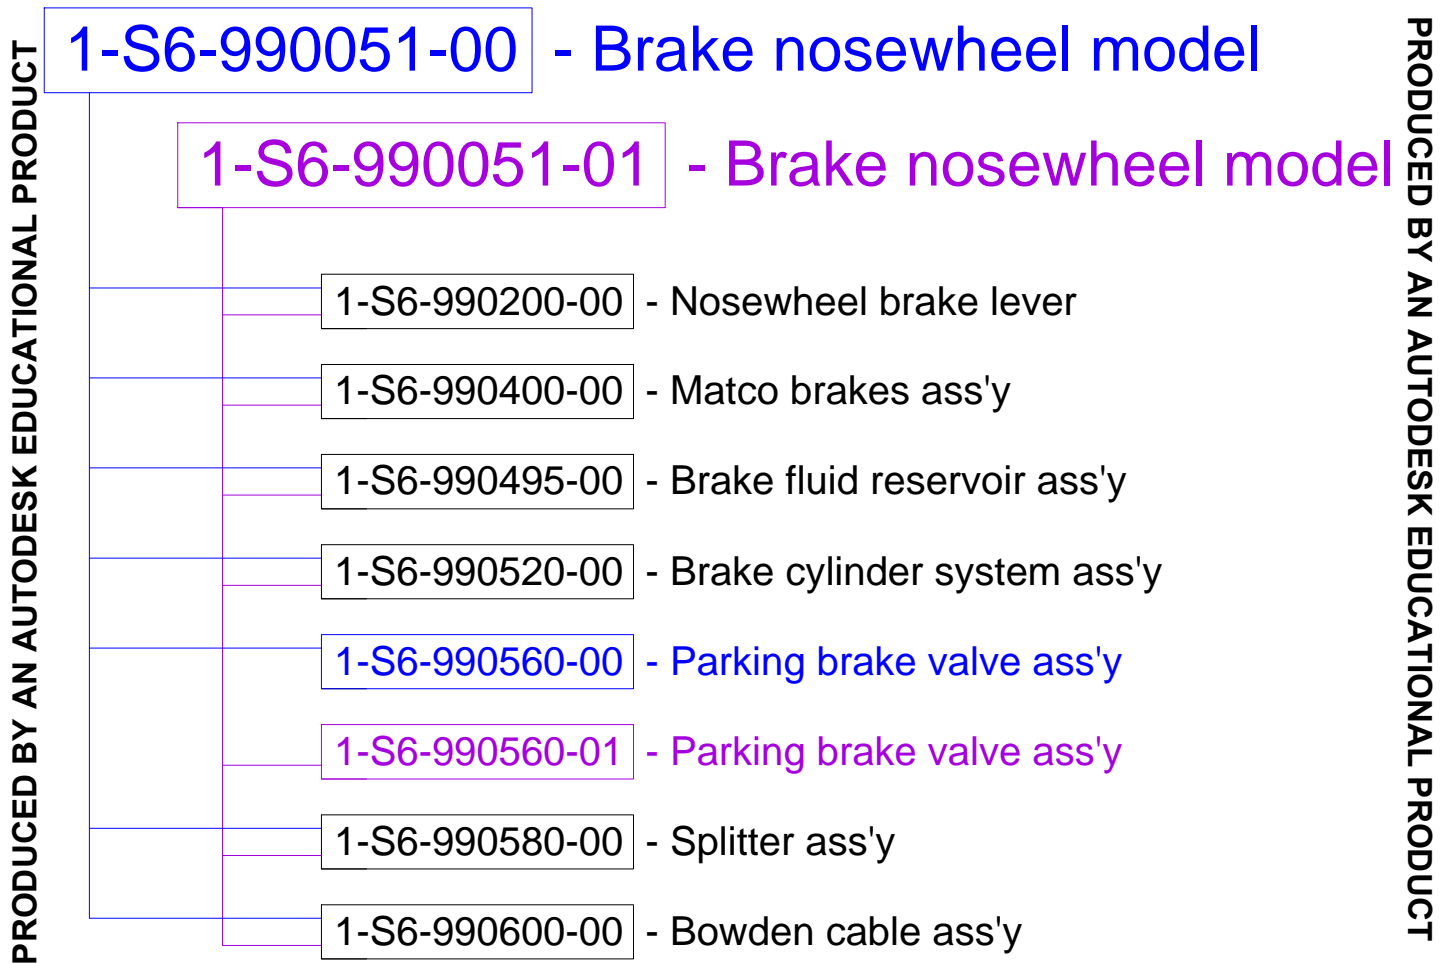 1-S6-990051-00 - Brake nosewheel model
1-S6-990051-01 - Brake nosewheel model
1-S6-990200-00 - Nosewheel brake lever
1-S6-990400-00 - Matco brakes ass'y
1-S6-990495-00 - Brake fluid reservoir ass'y
1-S6-990520-00 - Brake cylinder system ass'y
1-S6-990560-00 - Parking brake valve ass'y
1-S6-990560-01 - Parking brake valve ass'y
1-S6-990580-00 - Splitter ass'y
1-S6-990600-00 - Bowden cable ass'y
PRODUCED BY AN AUTODESK EDUCATIONAL PRODUCT
PRODUCED BY AN AUTODESK EDUCATIONAL PRODUCT